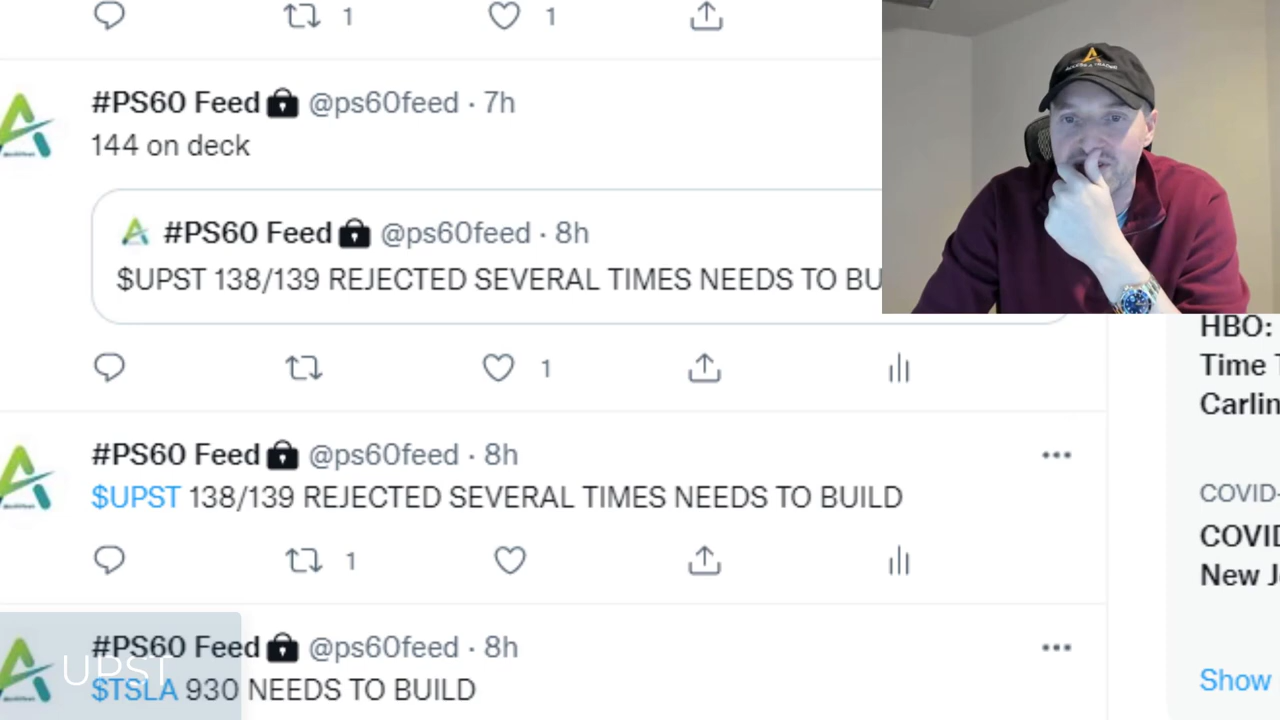 1 1
#PS60 Feed @ps60feed · 7h
144 on deck
#PS60 Feed @ps60feed · 8h
$UPST 138/139 REJECTED SEVERAL TIMES NEEDS TO BU
HBO:
Time T
Carlin
1
#PS60 Feed @ps60feed · 8h
$UPST 138/139 REJECTED SEVERAL TIMES NEEDS TO BUILD
COVID-
COVID
New J
1
#PS60 Feed @ps60feed · 8h
UPST
$TSLA 930 NEEDS TO BUILD
Show